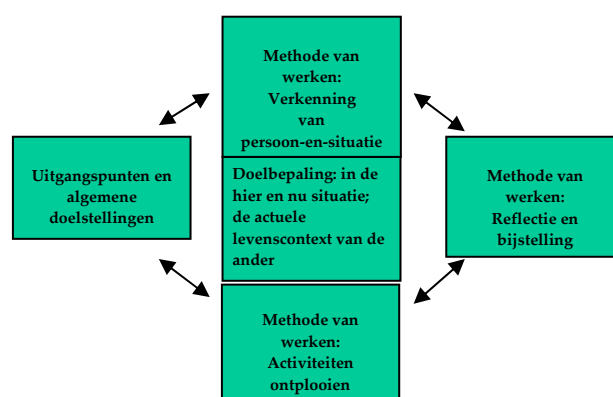 Methode van
werken:
Verkenning
van
persoon-en-situatie
Uitgangspunten en
algemene
doelstellingen
Doelbepaling: in de
hier en nu situatie;
de actuele
levenscontext van de
ander
Methode van
werken:
Reflectie en
bijstelling
Methode van
werken:
Activiteiten
ontplooien